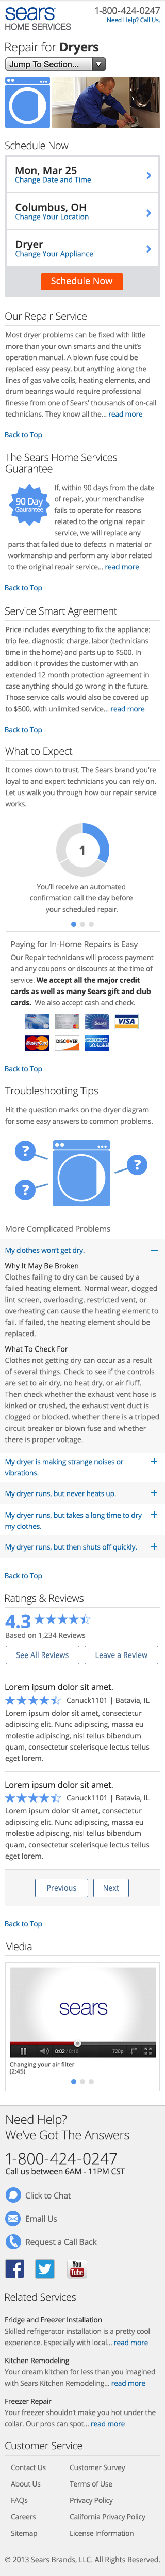 sears
HOME SERVICES
1-800-424-0247
Need Help? Call Us.
Repair for Dryers
Jump To Section...
Schedule Now
Mon, Mar 25
Change Date and Time
Columbus, OH
Change Your Location
Dryer
Change Your Appliance
Schedule Now
Our Repair Service
Most dryer problems can be fixed with little
more than your own smarts and the unit's
operation manual. A blown fuse could be
replaced easy peasy, but anything along the
lines of gas valve coils, heating elements, and
drum bearings would require professional
finesse from one of Sears' thousands of on-call
technicians. They know all the... read more
Back to Top
The Sears Home Services
Guarantee
90 Day
Gaurantee
If, within 90 days from the date
of repair, your merchandise
fails to operate for reasons
related to the original repair
service, we will replace any
parts that failed due to defects in material or
workmanship and perform any labor related
to the original repair service... read more
Back to Top
Service Smart Agreement
Price includes everything to fix the appliance:
trip fee, diagnostic charge, labor (technicians
time in the home) and parts up to $500. In
addition it provides the customer with an
extended 12 month protection agreement in
case anything should go wrong in the future.
Those service calls would also be covered up
to $500, with unlimited service... read more
Back to Top
What to Expect
It comes down to trust. The Sears brand you're
loyal to and expert technicians you can rely on.
Let us walk you through how our repair service
works.
1
You'll receive an automated
confirmation call the day before
your scheduled repair.
Paying for In-Home Repairs is Easy
Our Repair technicians will process payment
and any coupons or discounts at the time of
service. We accept all the major credit
cards as well as many Sears gift and club
cards. We also accept cash and check.
Sears
VISA
MasterCard
DISCOVER
AMERICAN EXPRESS
Back to Top
Troubleshooting Tips
Hit the question marks on the dryer diagram
for some easy answers to common problems.
?
?
?
More Complicated Problems
My clothes won't get dry. —
Why It May Be Broken
Clothes failing to dry can be caused by a
failed heating element. Normal wear, clogged
lint screen, overloading, restricted vent, or
overheating can cause the heating element to
fail. If failed, the heating element should be
replaced.
What To Check For
Clothes not getting dry can occur as a result
of several things. Check to see if the controls
are set to air dry, no heat dry, or air fluff.
Then check whether the exhaust vent hose is
kinked or crushed, the exhaust vent duct is
clogged or blocked, whether there is a tripped
circuit breaker or blown fuse and whether
there is proper voltage.
My dryer is making strange noises or +
vibrations.
My dryer runs, but never heats up. +
My dryer runs, but takes a long time to dry +
my clothes.
My dryer runs, but then shuts off quickly. +
Back to Top
Ratings & Reviews
4.3
Based on 1,234 Reviews
See All Reviews
Leave a Review
Lorem ipsum dolor sit amet.
Canuck1101 | Batavia, IL
Lorem ipsum dolor sit amet, consectetur
adipiscing elit. Nunc adipiscing, massa eu
molestie adipiscing, nisl tellus bibendum
quam, consectetur scelerisque lectus tellus
eget lorem.
Lorem ipsum dolor sit amet.
Canuck1101 | Batavia, IL
Lorem ipsum dolor sit amet, consectetur
adipiscing elit. Nunc adipiscing, massa eu
molestie adipiscing, nisl tellus bibendum
quam, consectetur scelerisque lectus tellus
eget lorem.
Previous
Next
Back to Top
Media
sears
0:02 / 0:10
720p
Changing your air filter
(2:45)
Need Help?
We've Got The Answers
1-800-424-0247
Call us between 6AM - 11PM CST
Click to Chat
Email Us
Request a Call Back
You
Tube
Related Services
Fridge and Freezer Installation
Skilled refrigerator installation is a pretty cool
experience. Especially with local... read more
Kitchen Remodeling
Your dream kitchen for less than you imagined
with Sears Kitchen Remodeling... read more
Freezer Repair
Your freezer shouldn't make you hot under the
collar. Our pros can spot... read more
Customer Service
Contact Us
Customer Survey
About Us
Terms of Use
FAQs
Privacy Policy
Careers
California Privacy Policy
Sitemap
License Information
© 2013 Sears Brands, LLC. All Rights Reserved.